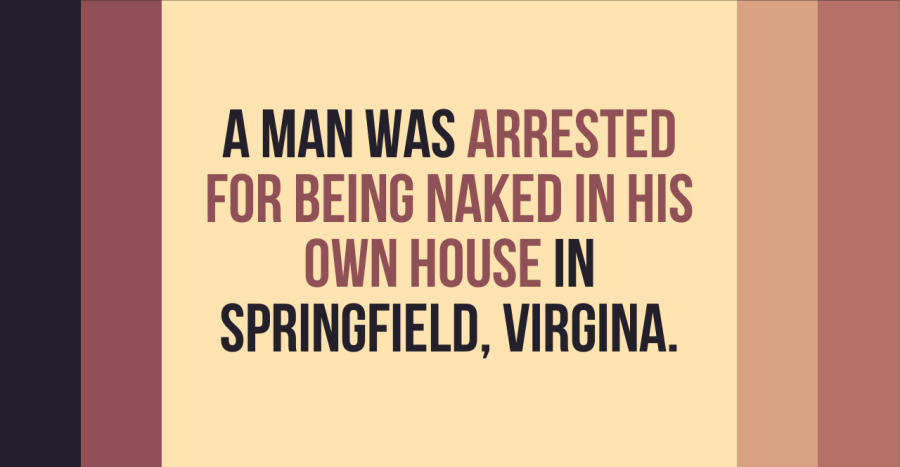 A MAN WAS ARRESTED
FOR BEING NAKED IN HIS
OWN HOUSE IN
SPRINGFIELD, VIRGINA.